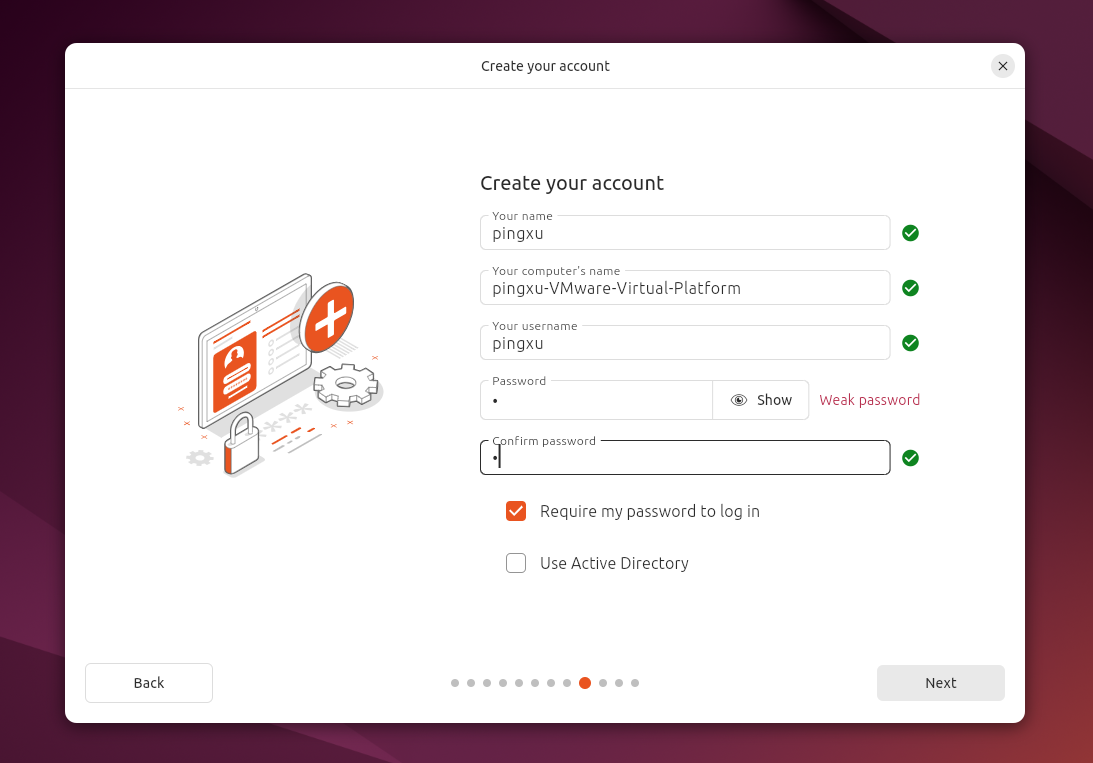 Create your account
Create your account
Your name
pingxu
Your computer's name
pingxu-VMware-Virtual-Platform
Your username
pingxu
Password
•
Show
Weak password
Confirm password
•
Require my password to log in
Use Active Directory
Back
Next